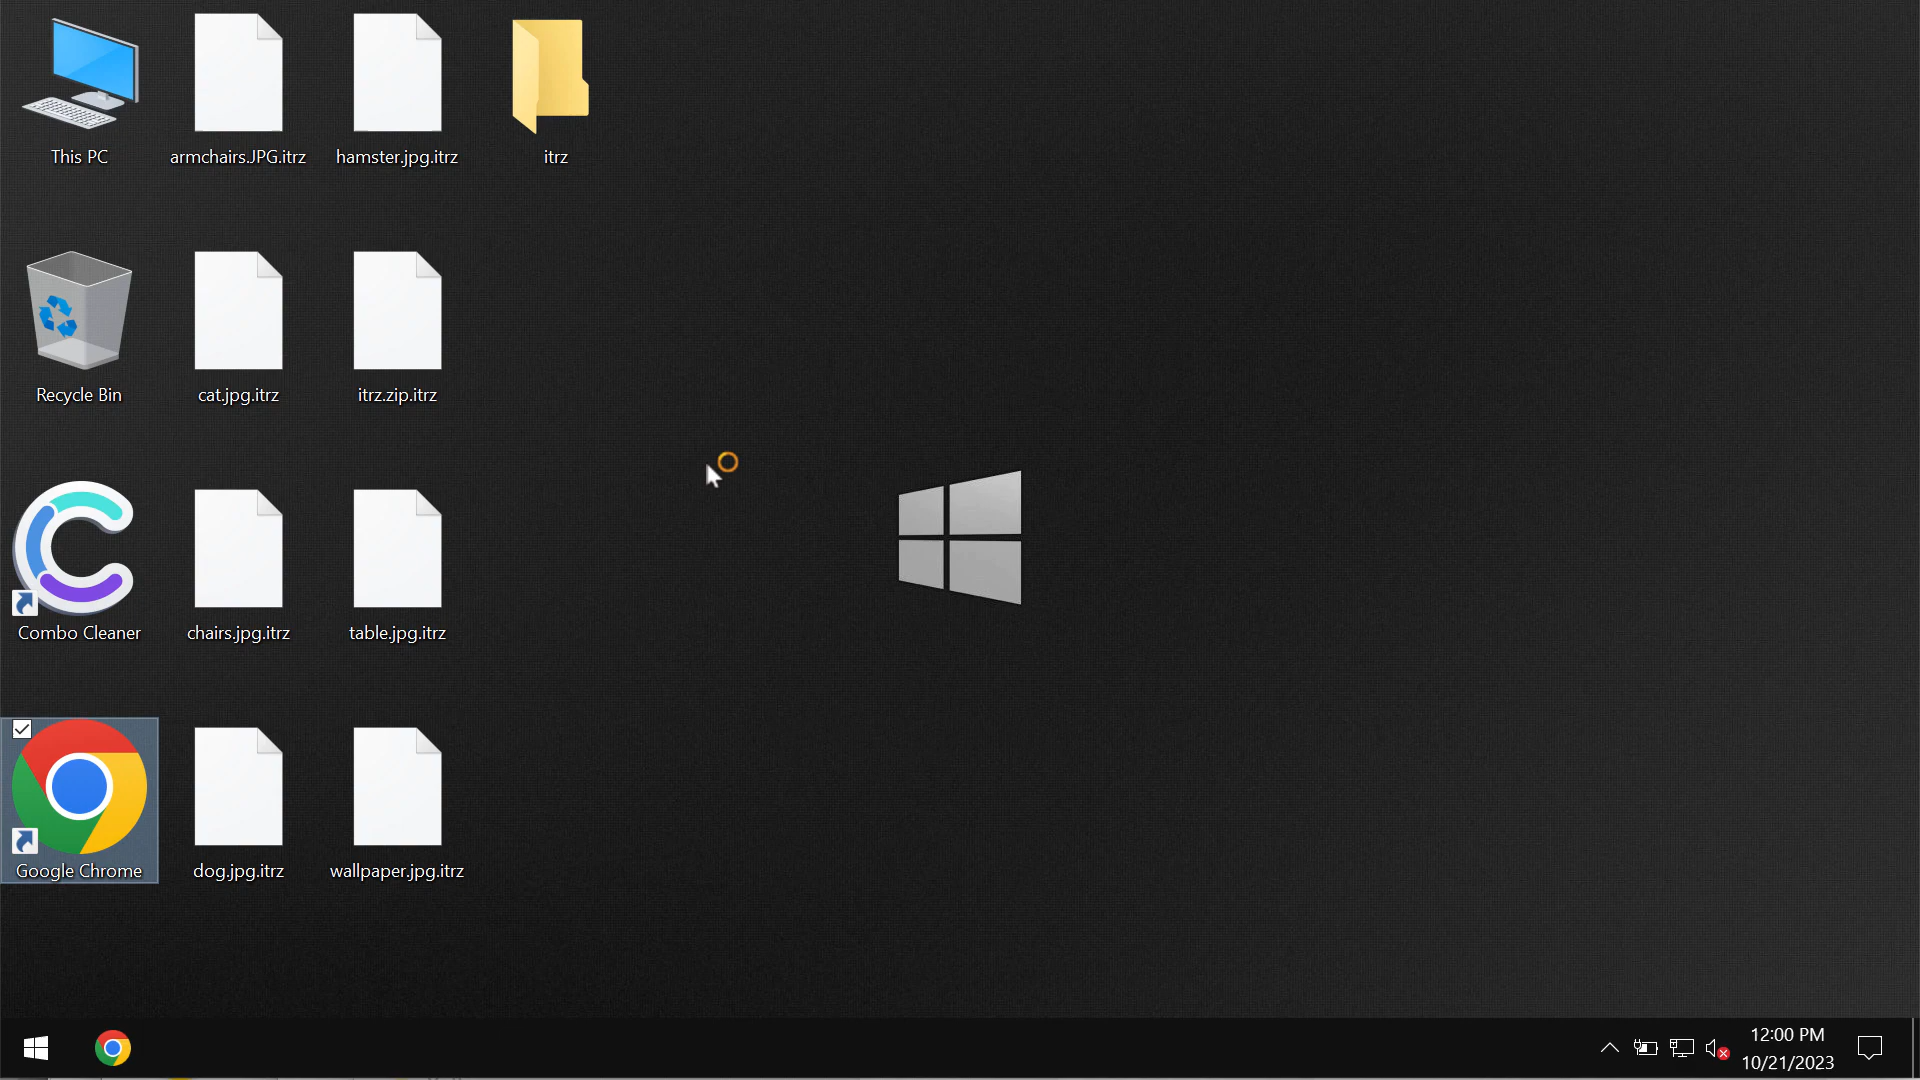 This PC
armchairs.JPG.itrz
hamster.jpg.itrz
itrz
Recycle Bin
cat.jpg.itrz
itrz.zip.itrz
Combo Cleaner
chairs.jpg.itrz
table.jpg.itrz
Google Chrome
dog.jpg.itrz
wallpaper.jpg.itrz
12:00 PM
10/21/2023